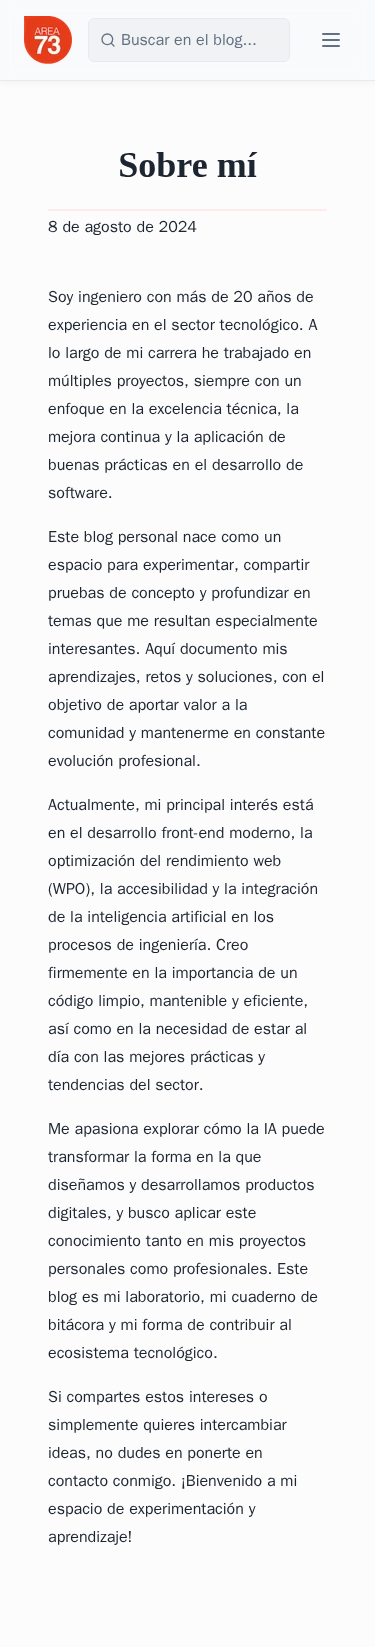 AREA
73
Buscar en el blog...
Sobre mí
8 de agosto de 2024
Soy ingeniero con más de 20 años de
experiencia en el sector tecnológico. A
lo largo de mi carrera he trabajado en
múltiples proyectos, siempre con un
enfoque en la excelencia técnica, la
mejora continua y la aplicación de
buenas prácticas en el desarrollo de
software.
Este blog personal nace como un
espacio para experimentar, compartir
pruebas de concepto y profundizar en
temas que me resultan especialmente
interesantes. Aquí documento mis
aprendizajes, retos y soluciones, con el
objetivo de aportar valor a la
comunidad y mantenerme en constante
evolución profesional.
Actualmente, mi principal interés está
en el desarrollo front-end moderno, la
optimización del rendimiento web
(WPO), la accesibilidad y la integración
de la inteligencia artificial en los
procesos de ingeniería. Creo
firmemente en la importancia de un
código limpio, mantenible y eficiente,
así como en la necesidad de estar al
día con las mejores prácticas y
tendencias del sector.
Me apasiona explorar cómo la IA puede
transformar la forma en la que
diseñamos y desarrollamos productos
digitales, y busco aplicar este
conocimiento tanto en mis proyectos
personales como profesionales. Este
blog es mi laboratorio, mi cuaderno de
bitácora y mi forma de contribuir al
ecosistema tecnológico.
Si compartes estos intereses o
simplemente quieres intercambiar
ideas, no dudes en ponerte en
contacto conmigo. ¡Bienvenido a mi
espacio de experimentación y
aprendizaje!